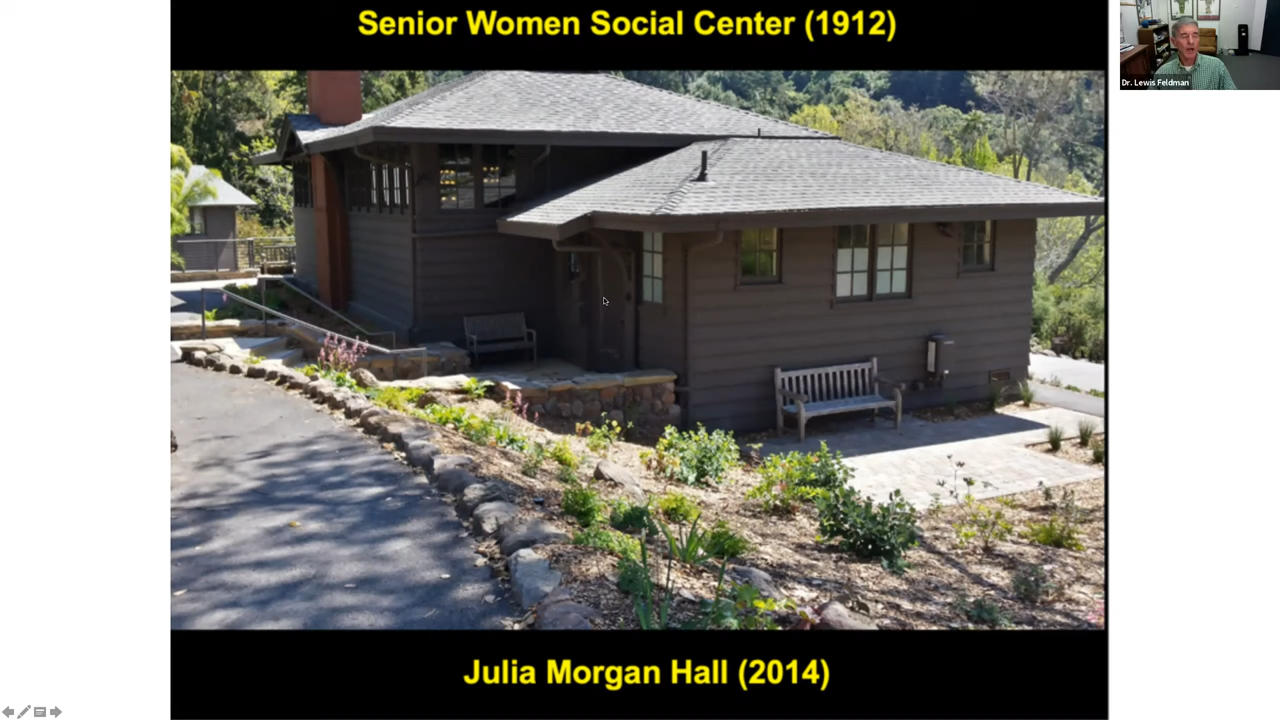 Senior Women Social Center (1912)
Dr. Lewis Feldman
Julia Morgan Hall (2014)